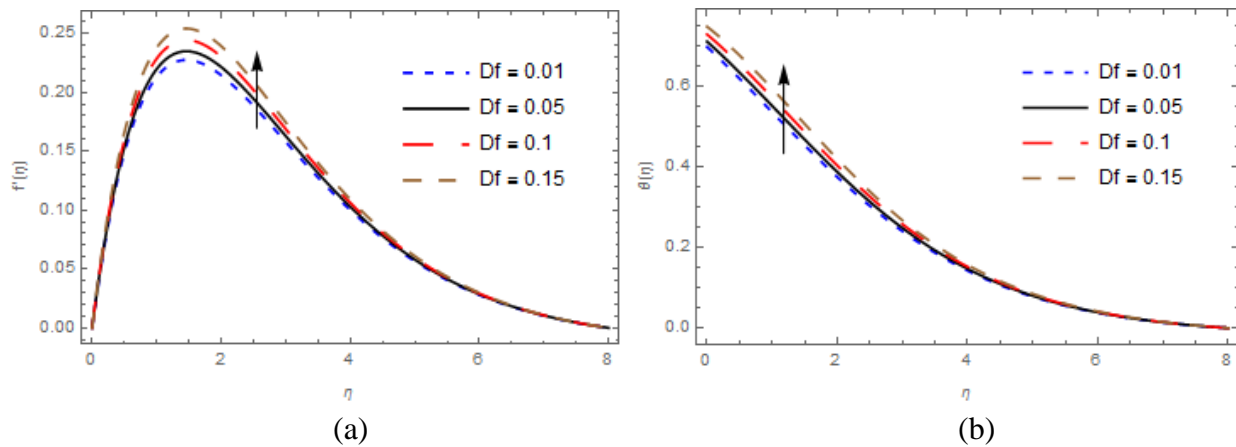 0.25
0.20
0.15
0.10
0.05
0.00
f'(η)
0 2 4 6 8
η
Df = 0.01
Df = 0.05
Df = 0.1
Df = 0.15
(a)
0.6
0.4
0.2
0.0
θ(η)
0 2 4 6 8
η
Df = 0.01
Df = 0.05
Df = 0.1
Df = 0.15
(b)